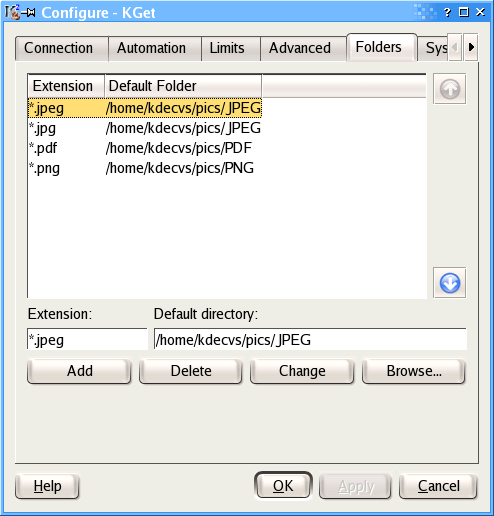 Configure - KGet
Connection Automation Limits Advanced Folders Sys
Extension Default Folder
*.jpeg /home/kdecvs/pics/JPEG
*.jpg /home/kdecvs/pics/JPEG
*.pdf /home/kdecvs/pics/PDF
*.png /home/kdecvs/pics/PNG
Extension: Default directory:
*.jpeg /home/kdecvs/pics/JPEG
Add Delete Change Browse...
Help OK Apply Cancel